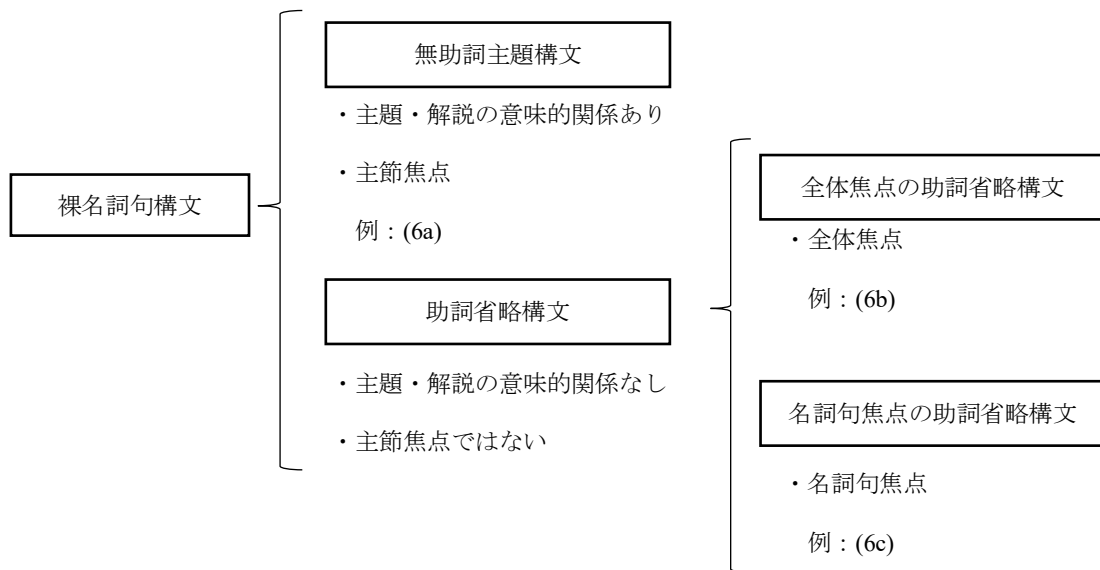 裸名詞句構文
無助詞主題構文
・主題・解説の意味的関係あり
・主節焦点
例：(6a)
助詞省略構文
・主題・解説の意味的関係なし
・主節焦点ではない
全体焦点の助詞省略構文
・全体焦点
例：(6b)
名詞句焦点の助詞省略構文
・名詞句焦点
例：(6c)